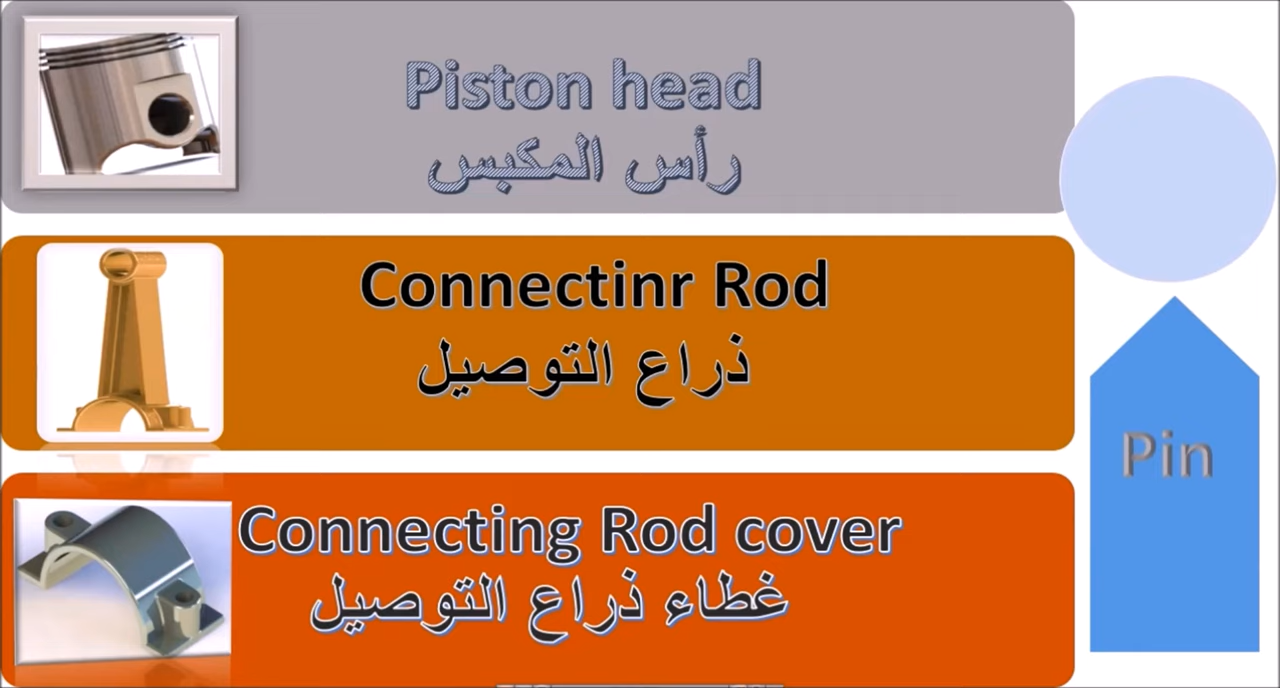 Piston head
رأس المكبس
Connectinr Rod
ذراع التوصيل
Connecting Rod cover
غطاء ذراع التوصيل
Pin